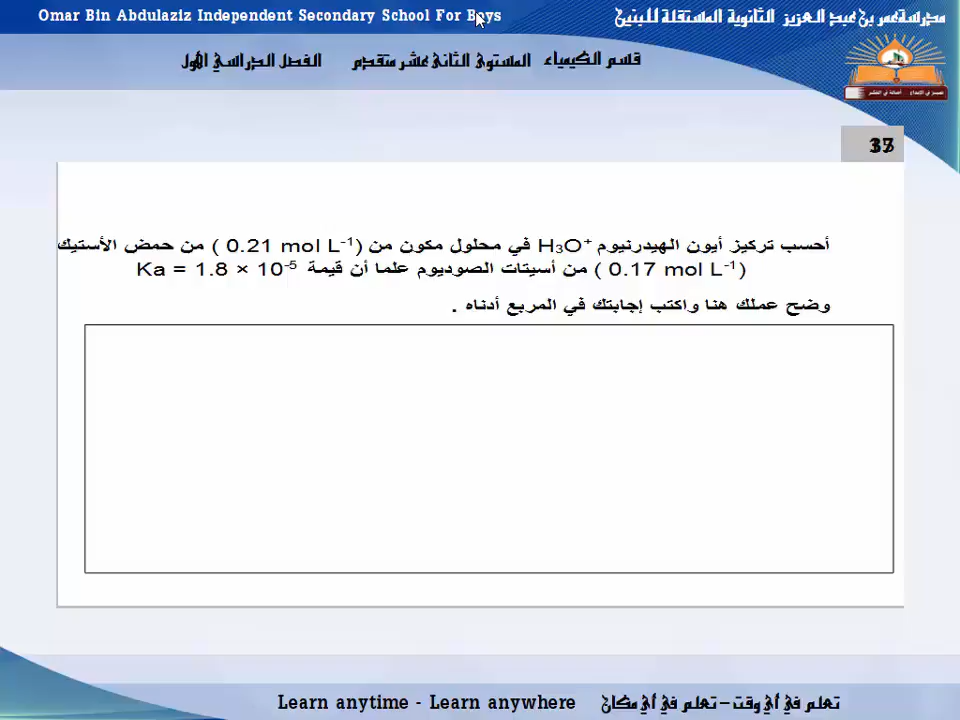 Omar Bin Abdulaziz Independent Secondary School For Boys
مدرسة عمر بن عبد العزيز الثانوية المستقلة للبنين
قسم الكيمياء المستوى الثانى عشر متقدم الفصل الدراسي الأول
أحسب تركيز أيون الهيدرنيوم H₃O⁺ في محلول مكون من (0.21 mol L⁻¹ ) من حمض الأستيك
(0.17 mol L⁻¹ ) من أسيتات الصوديوم علما أن قيمة Ka = 1.8 × 10⁻⁵
وضح عملك هنا واكتب إجابتك في المربع أدناه .
Learn anytime - Learn anywhere تعلم في أي وقت – تعلم في أي مكان